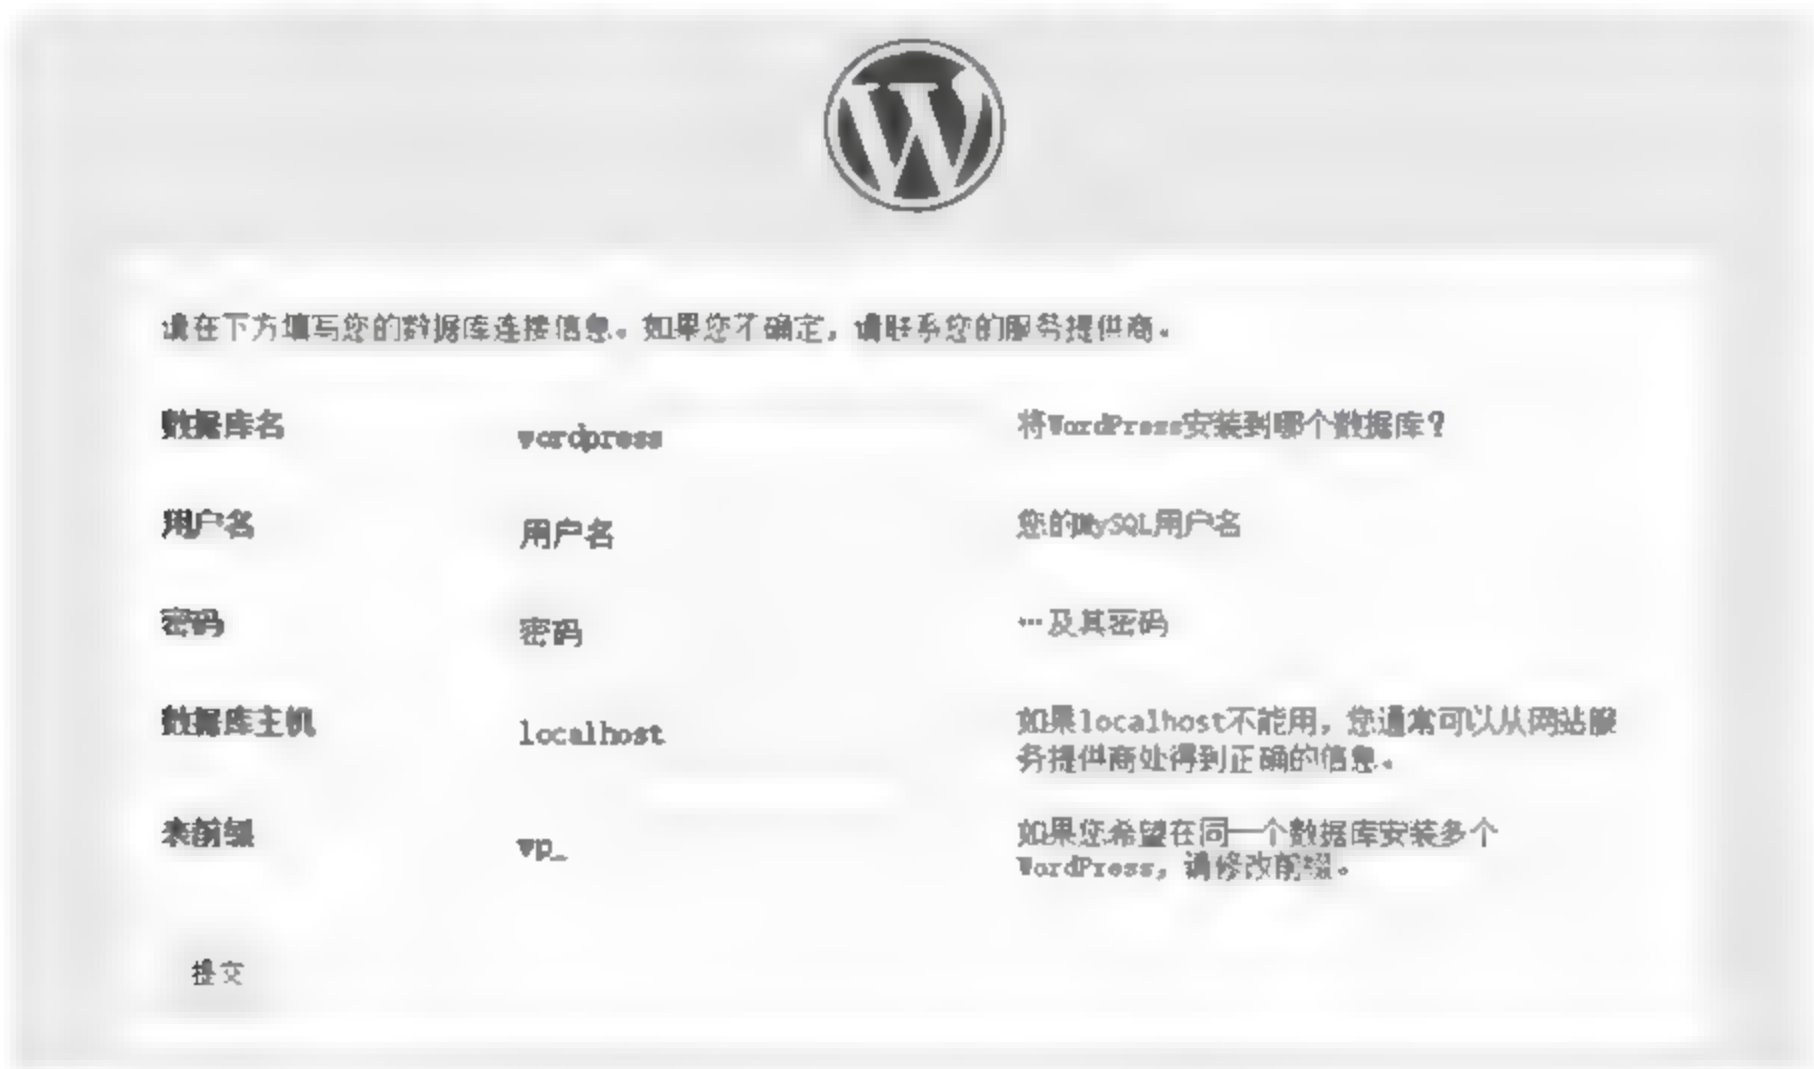 请在下方填写您的数据库连接信息。如果您不确定，请联系您的服务提供商。
数据库名 wordpress 将WordPress安装到哪个数据库？
用户名 用户名 您的MySQL用户名
密码 密码 …及其密码
数据库主机 localhost 如果localhost不能用，您通常可以从网站服
务提供商处得到正确的信息。
表前缀 wp_ 如果您希望在同一个数据库安装多个
WordPress，请修改前缀。
提交